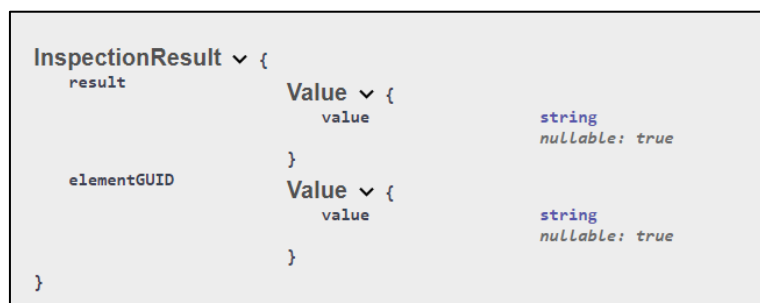 InspectionResult {
result
Value {
value string
nullable: true
}
elementGUID
Value {
value string
nullable: true
}
}